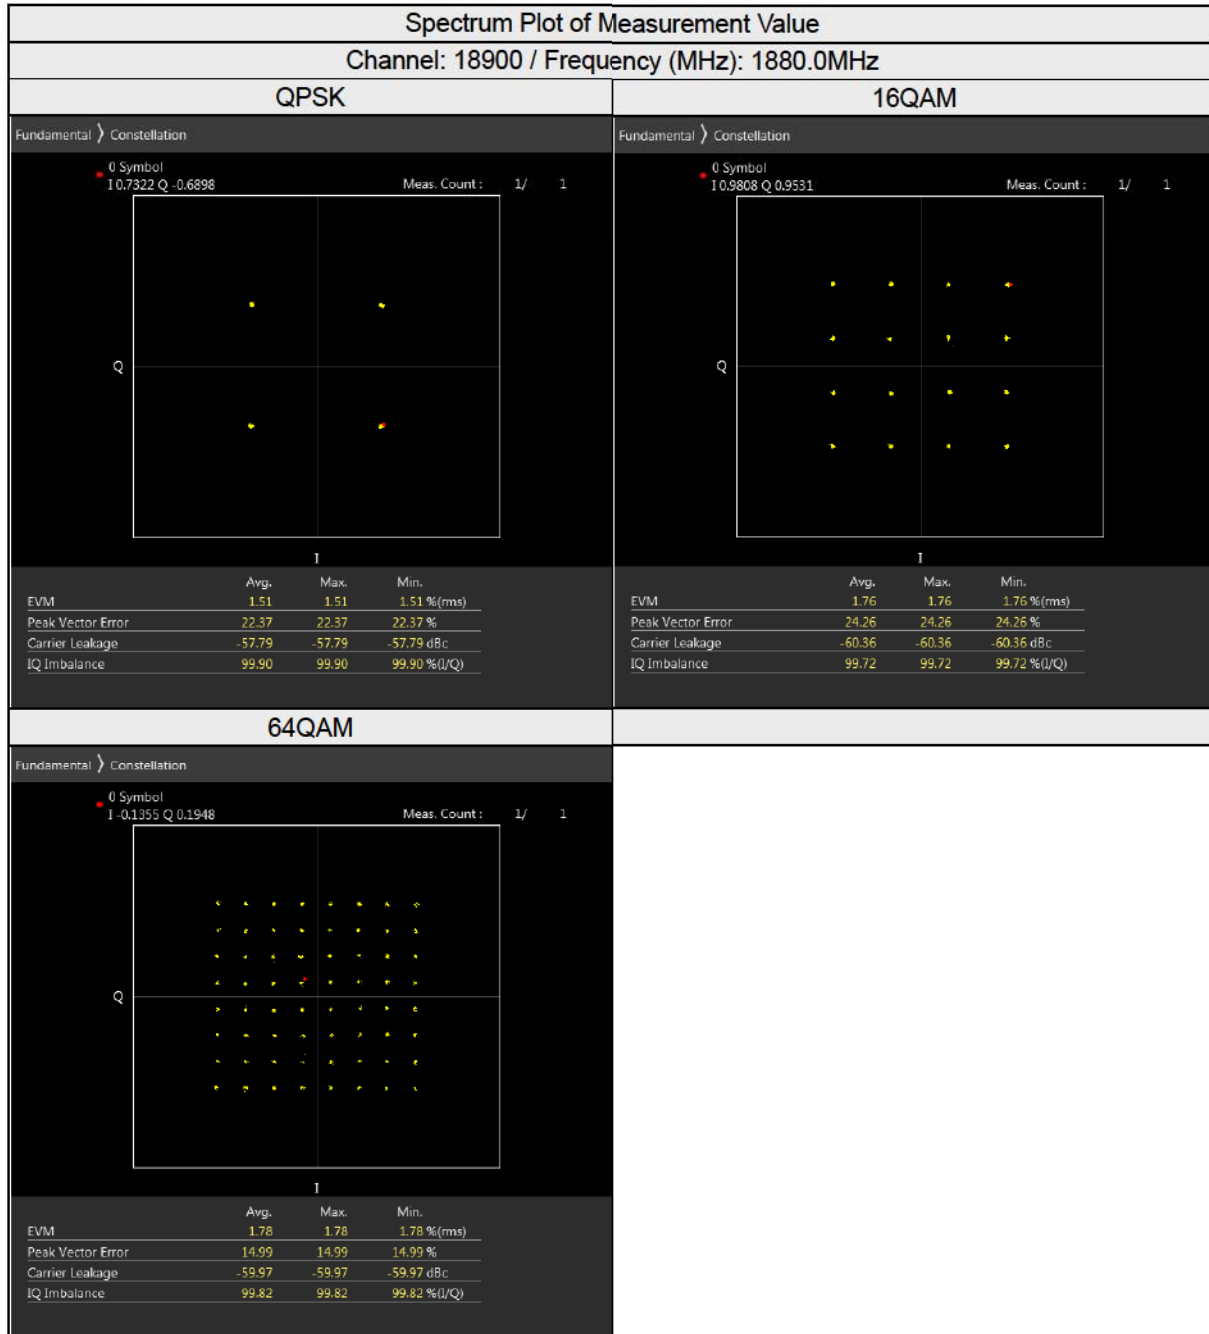 Spectrum Plot of Measurement Value
Channel: 18900 / Frequency (MHz): 1880.0MHz
QPSK
Fundamental 〉 Constellation
0 Symbol
I 0.7322 Q -0.6898 Meas. Count : 1/ 1
Q
I
Avg. Max. Min.
EVM 1.51 1.51 1.51 %(rms)
Peak Vector Error 22.37 22.37 22.37 %
Carrier Leakage -57.79 -57.79 -57.79 dBc
IQ Imbalance 99.90 99.90 99.90 %(I/Q)
16QAM
Fundamental 〉 Constellation
0 Symbol
I 0.9808 Q 0.9531 Meas. Count : 1/ 1
Q
I
Avg. Max. Min.
EVM 1.76 1.76 1.76 %(rms)
Peak Vector Error 24.26 24.26 24.26 %
Carrier Leakage -60.36 -60.36 -60.36 dBc
IQ Imbalance 99.72 99.72 99.72 %(I/Q)
64QAM
Fundamental 〉 Constellation
0 Symbol
I -0.1355 Q 0.1948 Meas. Count : 1/ 1
Q
I
Avg. Max. Min.
EVM 1.78 1.78 1.78 %(rms)
Peak Vector Error 14.99 14.99 14.99 %
Carrier Leakage -59.97 -59.97 -59.97 dBc
IQ Imbalance 99.82 99.82 99.82 %(I/Q)